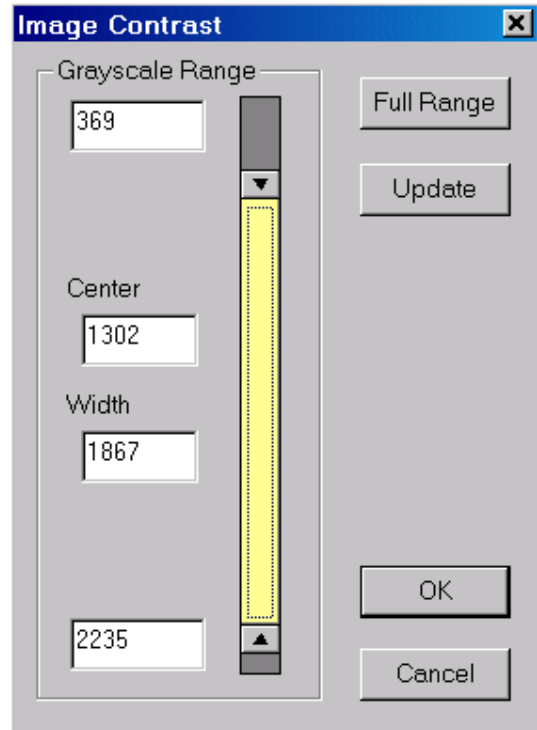 Image Contrast
Grayscale Range
369
Full Range
Update
Center
1302
Width
1867
OK
2235
Cancel